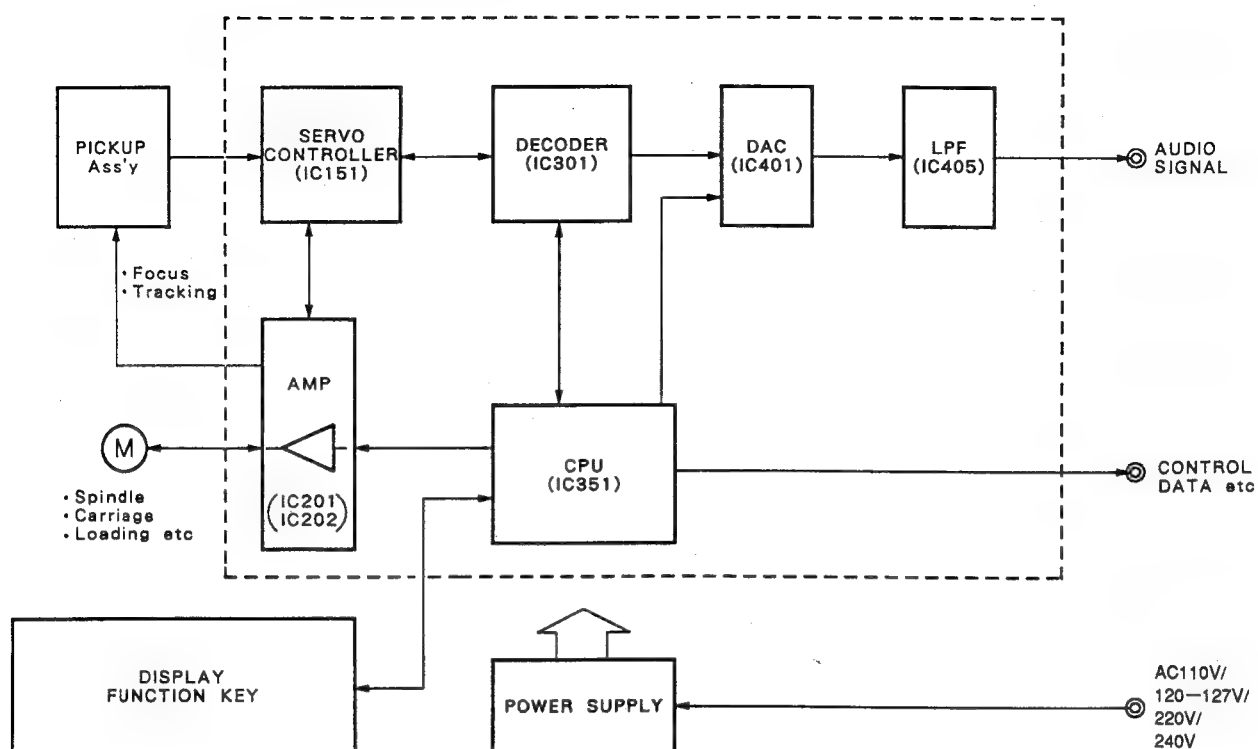 PICKUP
Ass'y
SERVO
CONTROLLER
(IC151)
DECODER
(IC301)
DAC
(IC401)
LPF
(IC405)
AUDIO
SIGNAL
• Focus
• Tracking
AMP
(IC201
IC202)
M
• Spindle
• Carriage
• Loading etc
CPU
(IC351)
CONTROL
DATA etc
DISPLAY
FUNCTION KEY
POWER SUPPLY
AC110V/
120–127V/
220V/
240V